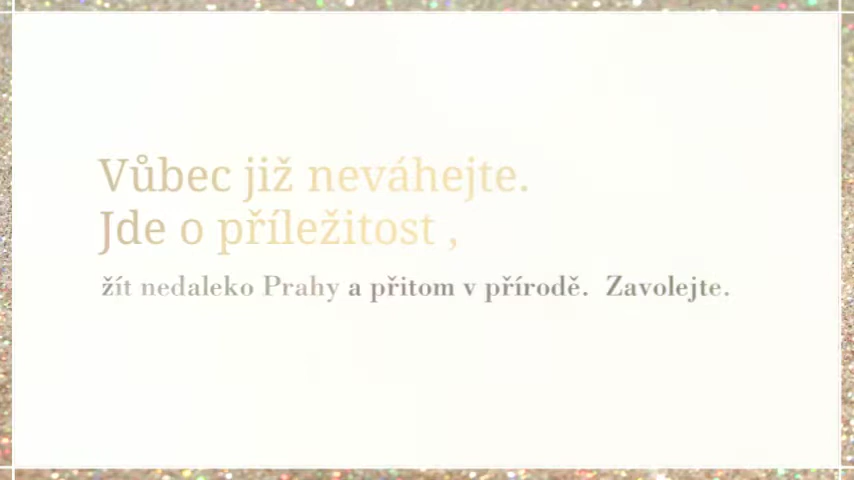 Vůbec již neváhejte.
Jde o příležitost ,
žít nedaleko Prahy a přitom v přírodě. Zavolejte.